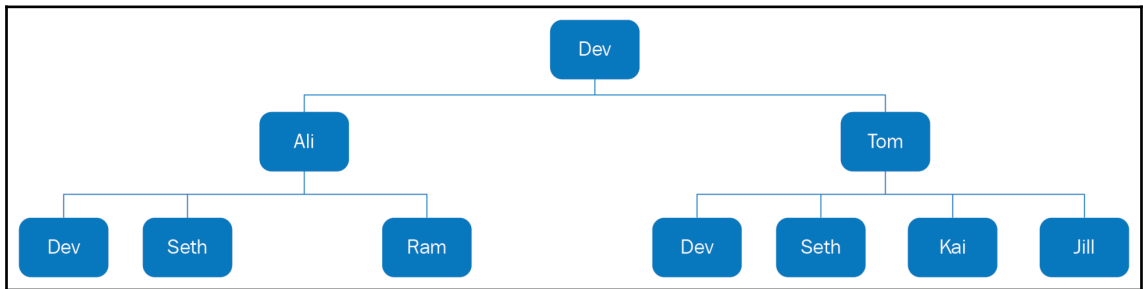 Dev
Ali
Tom
Dev
Seth
Ram
Dev
Seth
Kai
Jill